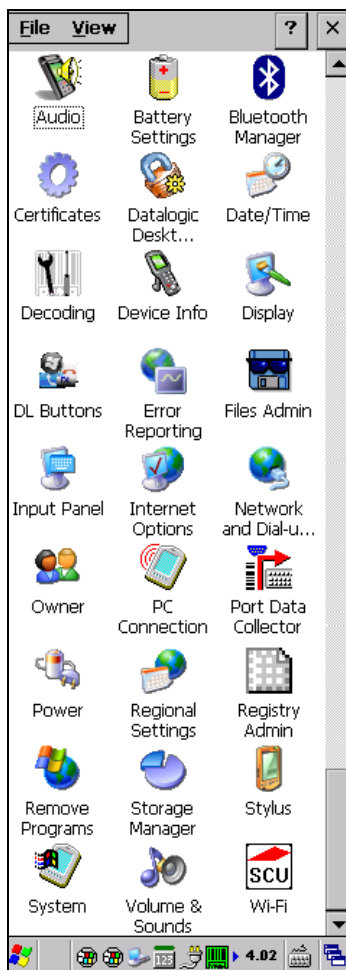 File View ? ×
Audio
Battery Settings
Bluetooth Manager
Certificates
Datalogic Deskt...
Date/Time
Decoding
Device Info
Display
DL Buttons
Error Reporting
Files Admin
Input Panel
Internet Options
Network and Dial-u...
Owner
PC Connection
Port Data Collector
Power
Regional Settings
Registry Admin
Remove Programs
Storage Manager
Stylus
System
Volume & Sounds
SCU
Wi-Fi
123
4.02